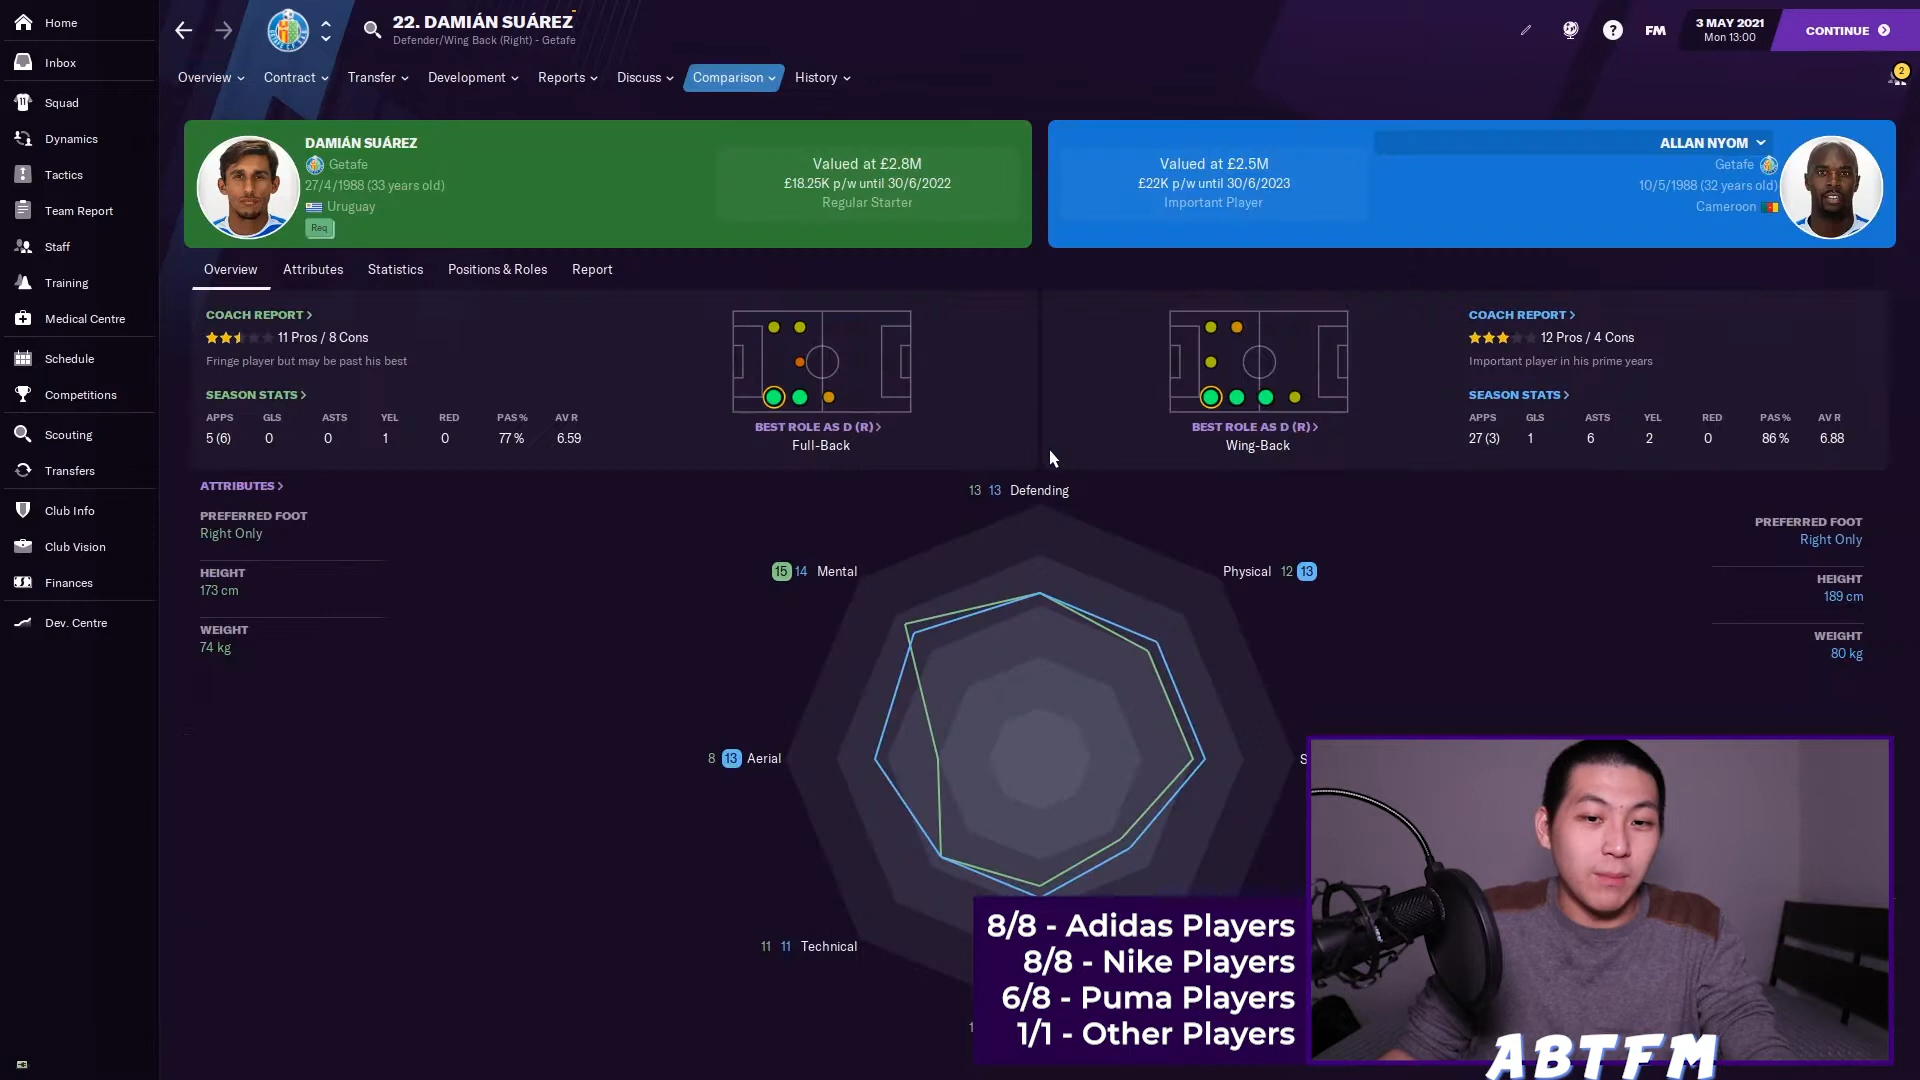 Home
Inbox
Squad
Dynamics
Tactics
Team Report
Staff
Training
Medical Centre
Schedule
Competitions
Scouting
Transfers
Club Info
Club Vision
Finances
Dev. Centre
22. DAMIÁN SUÁREZ
Defender/Wing Back (Right) - Getafe
FM
3 MAY 2021
Mon 13:00
CONTINUE
2
Overview Contract Transfer Development Reports Discuss Comparison History
DAMIÁN SUÁREZ
Getafe
27/4/1988 (33 years old)
Uruguay
Req
Valued at £2.8M
£18.25K p/w until 30/6/2022
Regular Starter
Valued at £2.5M
£22K p/w until 30/6/2023
Important Player
ALLAN NYOM
Getafe
10/5/1988 (32 years old)
Cameroon
Overview Attributes Statistics Positions & Roles Report
COACH REPORT
11 Pros / 8 Cons
Fringe player but may be past his best
SEASON STATS
APPS GLS ASTS YEL RED PAS % AV R
5 (6) 0 0 1 0 77 % 6.59
BEST ROLE AS D (R)
Full-Back
BEST ROLE AS D (R)
Wing-Back
COACH REPORT
12 Pros / 4 Cons
Important player in his prime years
SEASON STATS
APPS GLS ASTS YEL RED PAS % AV R
27 (3) 1 6 2 0 86 % 6.88
ATTRIBUTES
PREFERRED FOOT
Right Only
HEIGHT
173 cm
WEIGHT
74 kg
13 13 Defending
15 14 Mental
Physical 12 13
8 13 Aerial
S
11 11 Technical
1
PREFERRED FOOT
Right Only
HEIGHT
189 cm
WEIGHT
80 kg
8/8 - Adidas Players
8/8 - Nike Players
6/8 - Puma Players
1/1 - Other Players
ABTFM